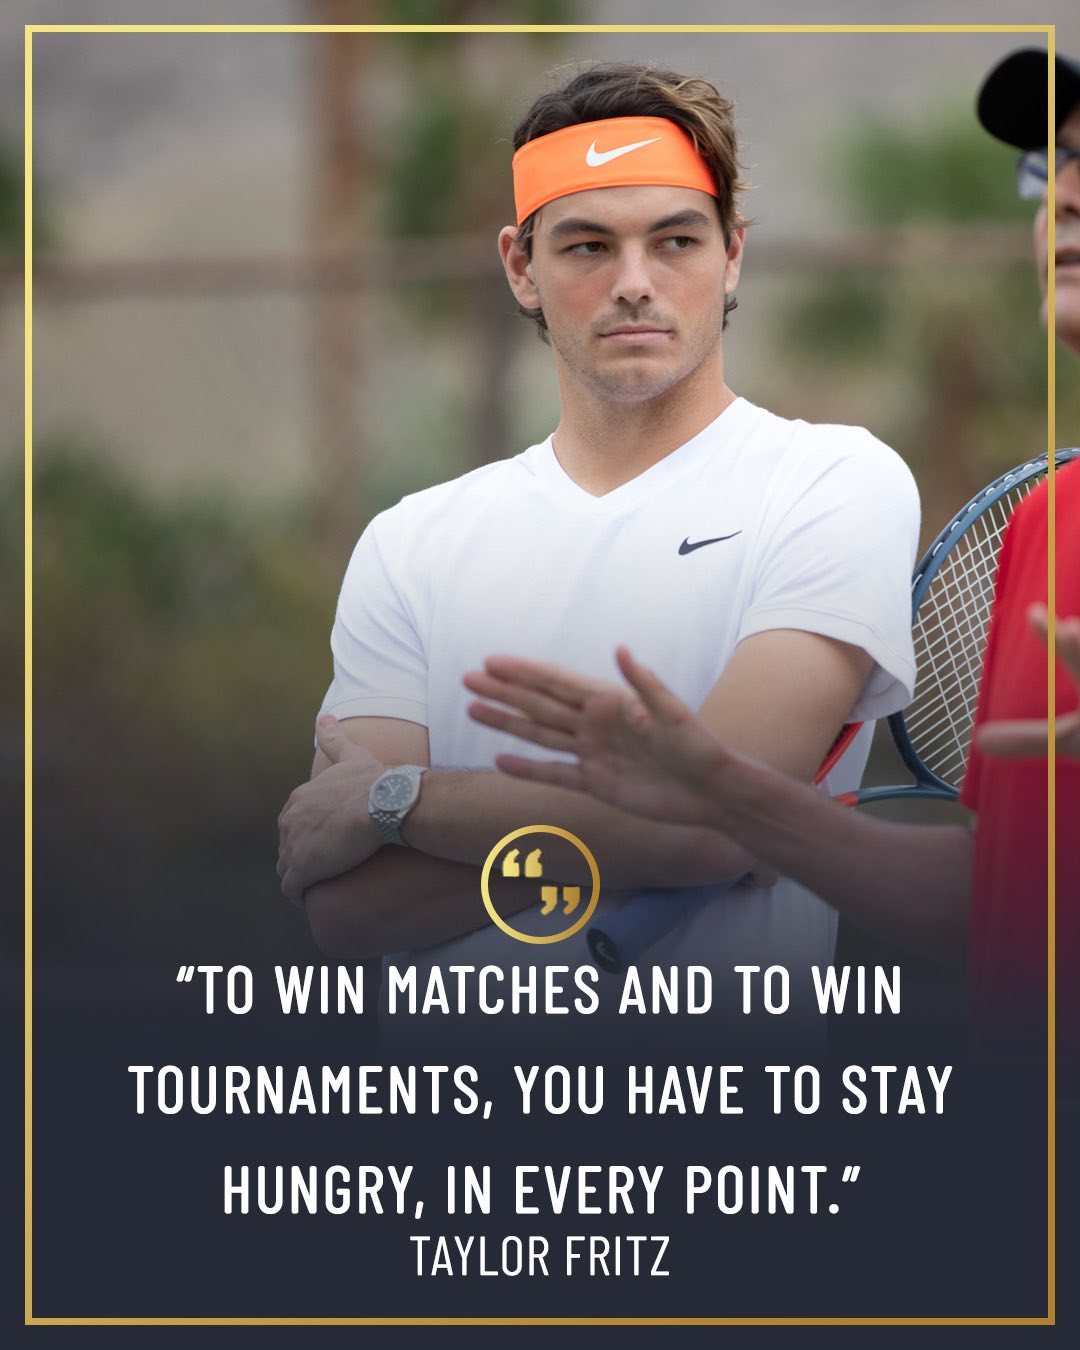 “TO WIN MATCHES AND TO WIN
TOURNAMENTS, YOU HAVE TO STAY
HUNGRY, IN EVERY POINT.”
TAYLOR FRITZ